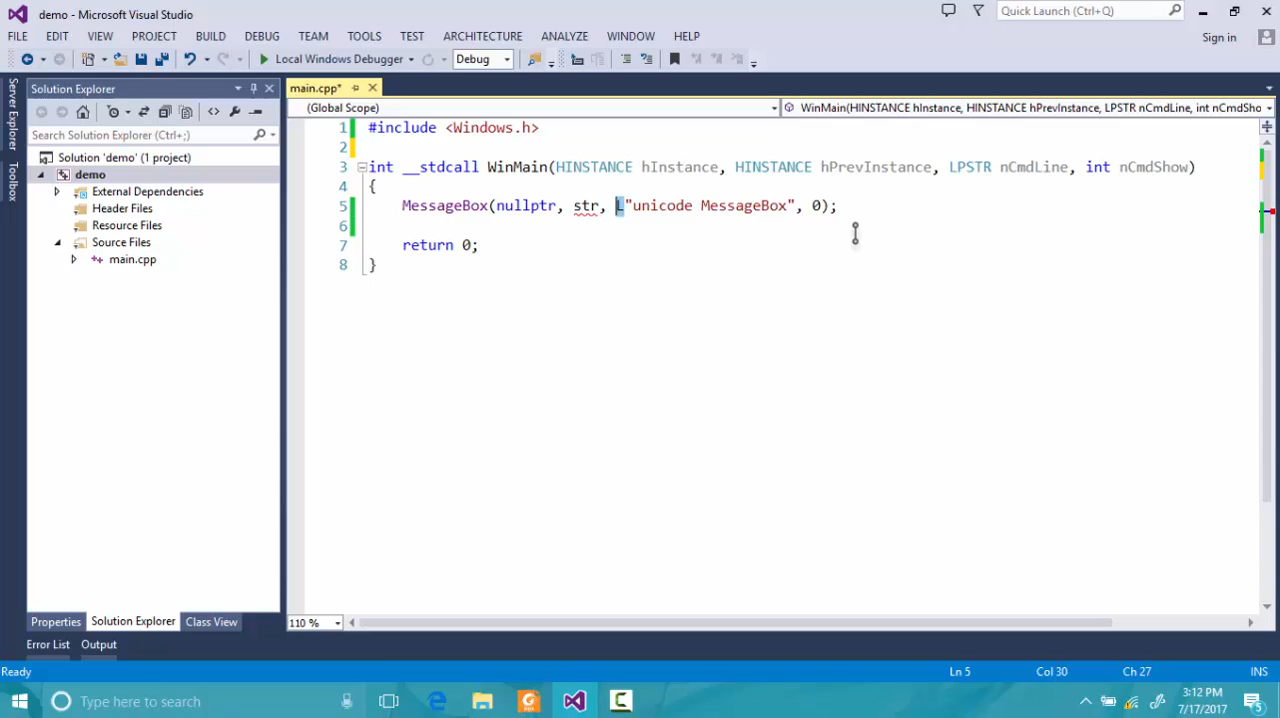 demo - Microsoft Visual Studio
Quick Launch (Ctrl+Q)
FILE EDIT VIEW PROJECT BUILD DEBUG TEAM TOOLS TEST ARCHITECTURE ANALYZE WINDOW HELP
Sign in
Local Windows Debugger Debug
Server Explorer
Toolbox
Solution Explorer
Search Solution Explorer (Ctrl+;)
Solution 'demo' (1 project)
demo
External Dependencies
Header Files
Resource Files
Source Files
main.cpp
Properties Solution Explorer Class View
main.cpp*
(Global Scope)
WinMain(HINSTANCE hInstance, HINSTANCE hPrevInstance, LPSTR nCmdLine, int nCmdSho
1 #include <Windows.h>
2
3 int __stdcall WinMain(HINSTANCE hInstance, HINSTANCE hPrevInstance, LPSTR nCmdLine, int nCmdShow)
4 {
5 MessageBox(nullptr, str, L"unicode MessageBox", 0);
6
7 return 0;
8 }
110 %
Error List Output
Ready
Ln 5 Col 30 Ch 27 INS
Type here to search
3:12 PM
7/17/2017
5